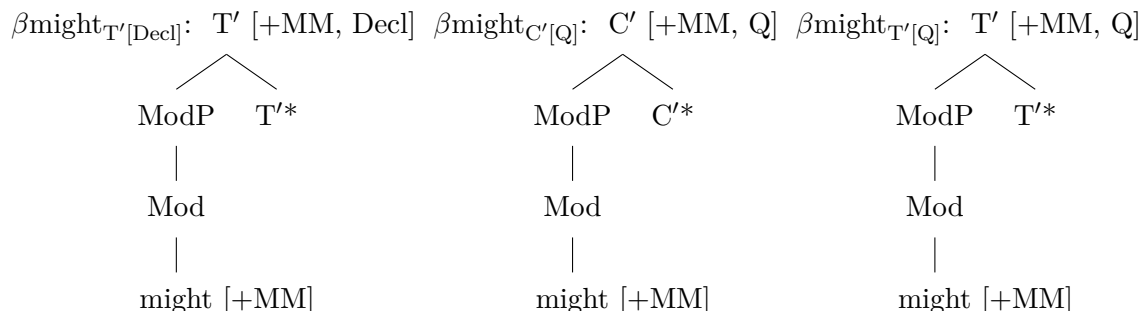 βmight_T′[Decl]: T′ [+MM, Decl] βmight_C′[Q]: C′ [+MM, Q] βmight_T′[Q]: T′ [+MM, Q]
ModP T′* ModP C′* ModP T′*
Mod Mod Mod
might [+MM] might [+MM] might [+MM]